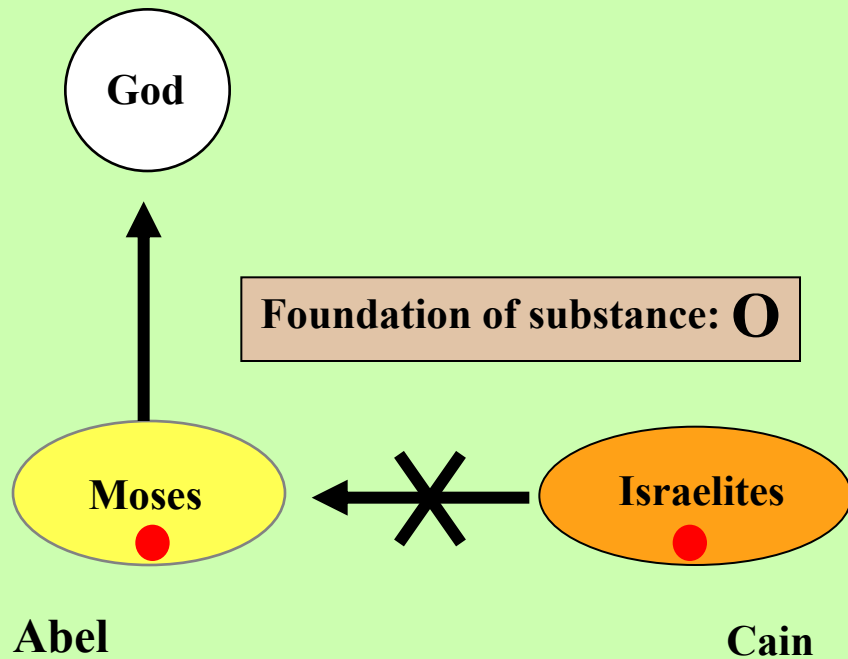 God
Foundation of substance: O
Moses
Israelites
Abel
Cain